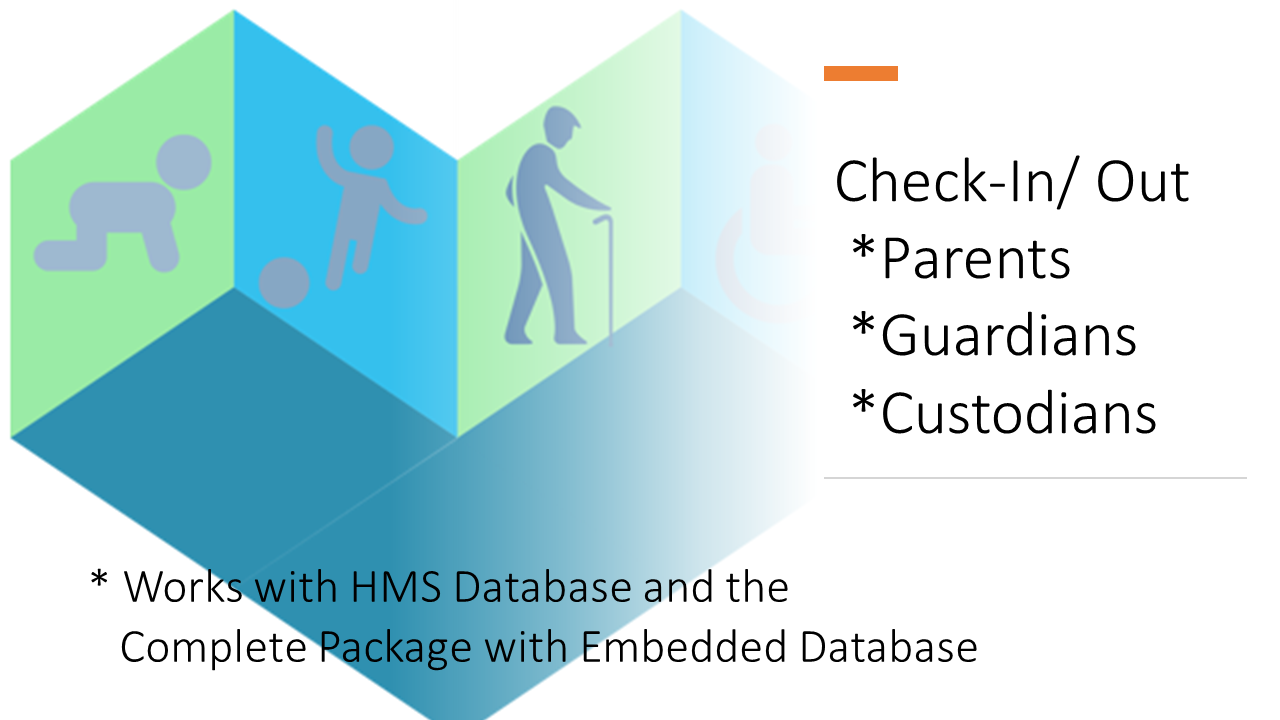 Check-In/ Out
*Parents
*Guardians
*Custodians
* Works with HMS Database and the
Complete Package with Embedded Database